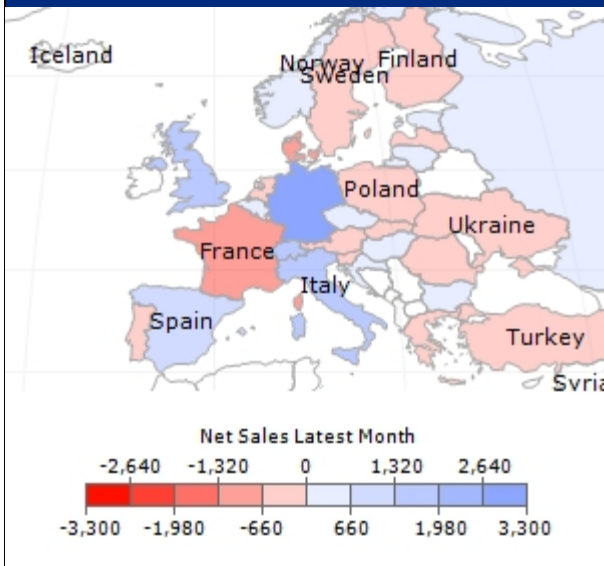 Iceland
Norway
Sweden
Finland
Poland
Ukraine
France
Italy
Spain
Turkey
Syria
Net Sales Latest Month
-2,640 -1,320 0 1,320 2,640
-3,300 -1,980 -660 660 1,980 3,300